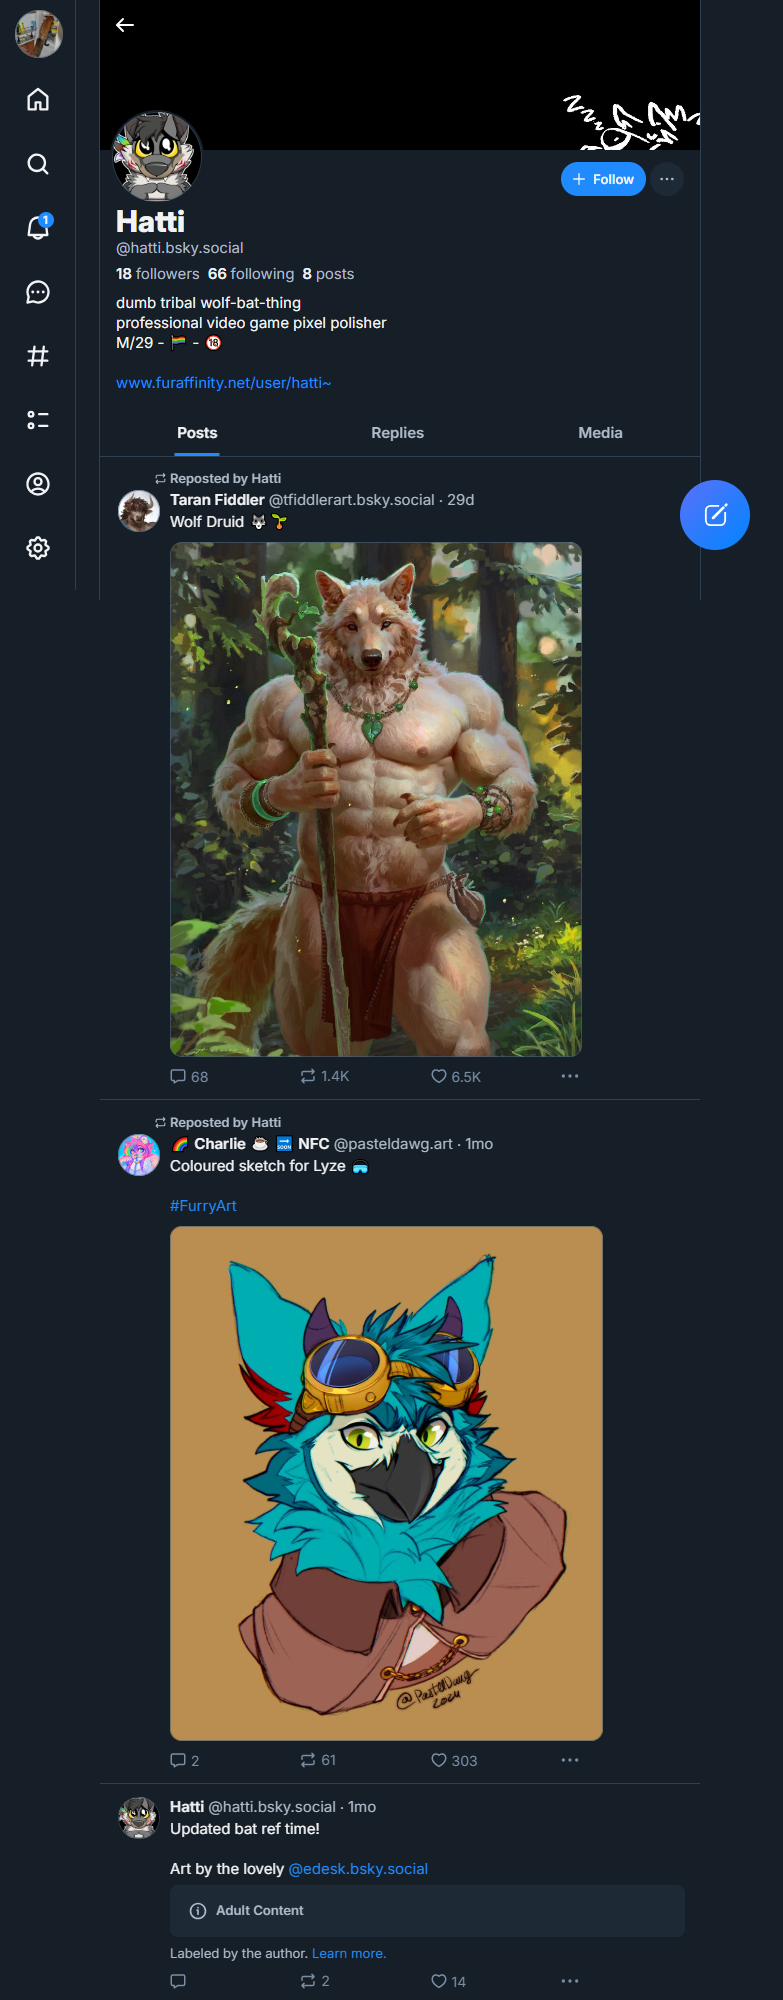 1
Follow
Hatti
@hatti.bsky.social
18 followers 66 following 8 posts
dumb tribal wolf-bat-thing
professional video game pixel polisher
M/29 - 🏳️‍🌈 - 🔞
www.furaffinity.net/user/hatti~
Posts Replies Media
Reposted by Hatti
Taran Fiddler @tfiddlerart.bsky.social · 29d
Wolf Druid 🐺 🌱
68 1.4K 6.5K
Reposted by Hatti
🌈 Charlie ☕ 🔜 NFC @pasteldawg.art · 1mo
Coloured sketch for Lyze 🥽
#FurryArt
@PastelDawg
2024
2 61 303
Hatti @hatti.bsky.social · 1mo
Updated bat ref time!
Art by the lovely @edesk.bsky.social
Adult Content
Labeled by the author. Learn more.
2 14